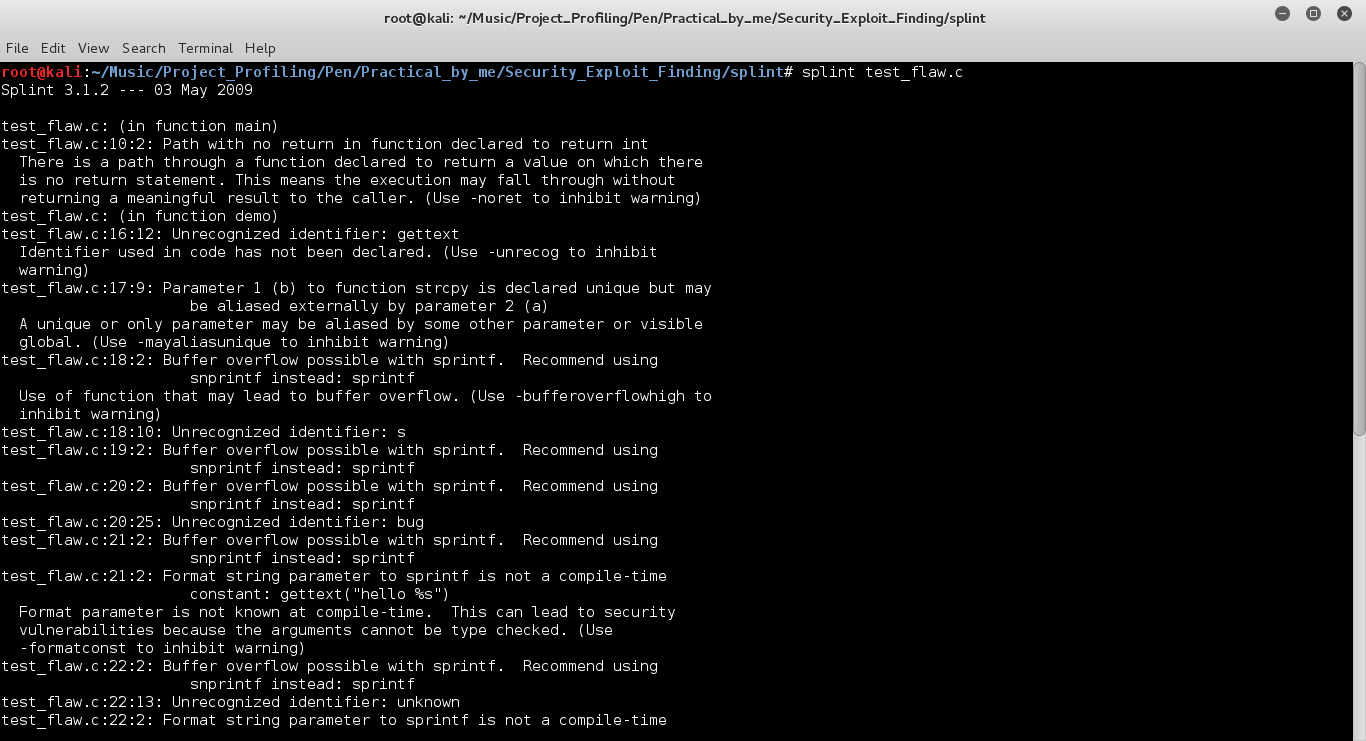 root@kali: ~/Music/Project_Profiling/Pen/Practical_by_me/Security_Exploit_Finding/splint
File Edit View Search Terminal Help
root@kali:~/Music/Project_Profiling/Pen/Practical_by_me/Security_Exploit_Finding/splint# splint test_flaw.c
Splint 3.1.2 --- 03 May 2009
test_flaw.c: (in function main)
test_flaw.c:10:2: Path with no return in function declared to return int
There is a path through a function declared to return a value on which there
is no return statement. This means the execution may fall through without
returning a meaningful result to the caller. (Use -noret to inhibit warning)
test_flaw.c: (in function demo)
test_flaw.c:16:12: Unrecognized identifier: gettext
Identifier used in code has not been declared. (Use -unrecog to inhibit
warning)
test_flaw.c:17:9: Parameter 1 (b) to function strcpy is declared unique but may
be aliased externally by parameter 2 (a)
A unique or only parameter may be aliased by some other parameter or visible
global. (Use -mayaliasunique to inhibit warning)
test_flaw.c:18:2: Buffer overflow possible with sprintf.  Recommend using
snprintf instead: sprintf
Use of function that may lead to buffer overflow. (Use -bufferoverflowhigh to
inhibit warning)
test_flaw.c:18:10: Unrecognized identifier: s
test_flaw.c:19:2: Buffer overflow possible with sprintf.  Recommend using
snprintf instead: sprintf
test_flaw.c:20:2: Buffer overflow possible with sprintf.  Recommend using
snprintf instead: sprintf
test_flaw.c:20:25: Unrecognized identifier: bug
test_flaw.c:21:2: Buffer overflow possible with sprintf.  Recommend using
snprintf instead: sprintf
test_flaw.c:21:2: Format string parameter to sprintf is not a compile-time
constant: gettext("hello %s")
Format parameter is not known at compile-time.  This can lead to security
vulnerabilities because the arguments cannot be type checked. (Use
-formatconst to inhibit warning)
test_flaw.c:22:2: Buffer overflow possible with sprintf.  Recommend using
snprintf instead: sprintf
test_flaw.c:22:13: Unrecognized identifier: unknown
test_flaw.c:22:2: Format string parameter to sprintf is not a compile-time